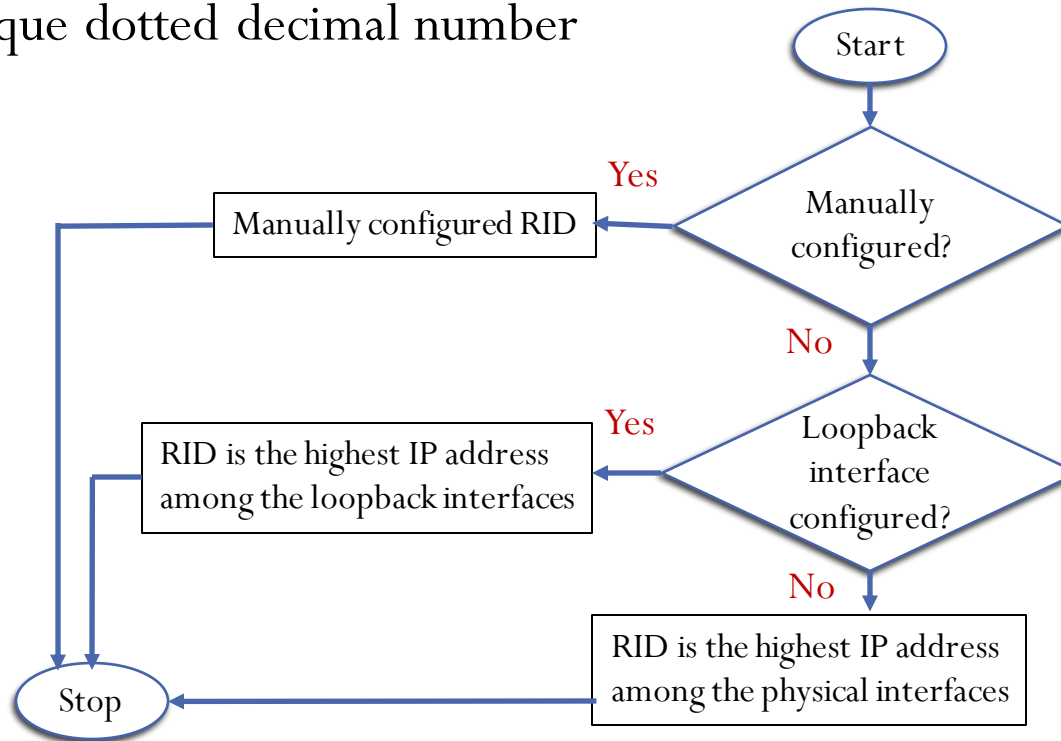 que dotted decimal number
Start
Manually
configured?
Yes
Manually configured RID
No
Loopback
interface
configured?
Yes
RID is the highest IP address
among the loopback interfaces
No
RID is the highest IP address
among the physical interfaces
Stop